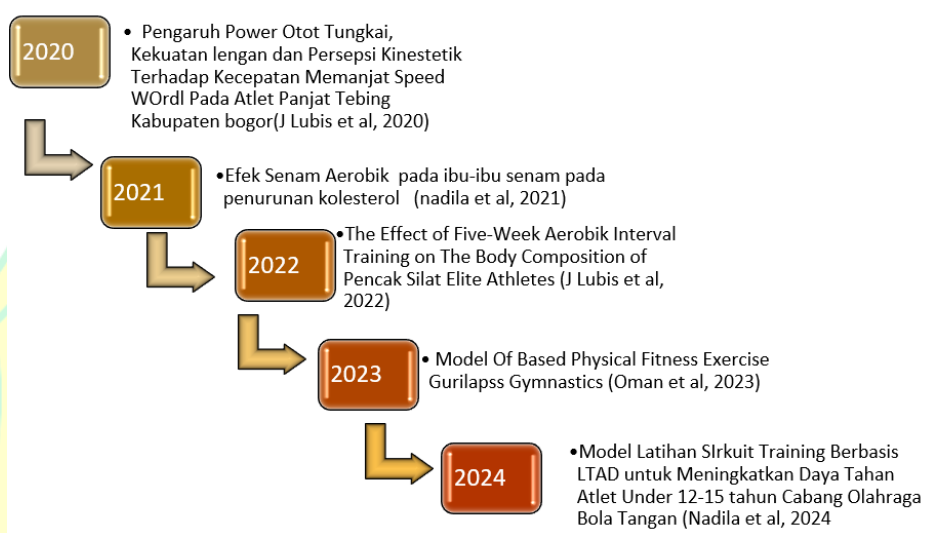 2020
• Pengaruh Power Otot Tungkai,
Kekuatan lengan dan Persepsi Kinestetik
Terhadap Kecepatan Memanjat Speed
WOrdl Pada Atlet Panjat Tebing
Kabupaten bogor(J Lubis et al, 2020)
2021
•Efek Senam Aerobik pada ibu-ibu senam pada
penurunan kolesterol (nadila et al, 2021)
2022
•The Effect of Five-Week Aerobik Interval
Training on The Body Composition of
Pencak Silat Elite Athletes (J Lubis et al,
2022)
2023
• Model Of Based Physical Fitness Exercise
Gurilapss Gymnastics (Oman et al, 2023)
2024
•Model Latihan SIrkuit Training Berbasis
LTAD untuk Meningkatkan Daya Tahan
Atlet Under 12-15 tahun Cabang Olahraga
Bola Tangan (Nadila et al, 2024